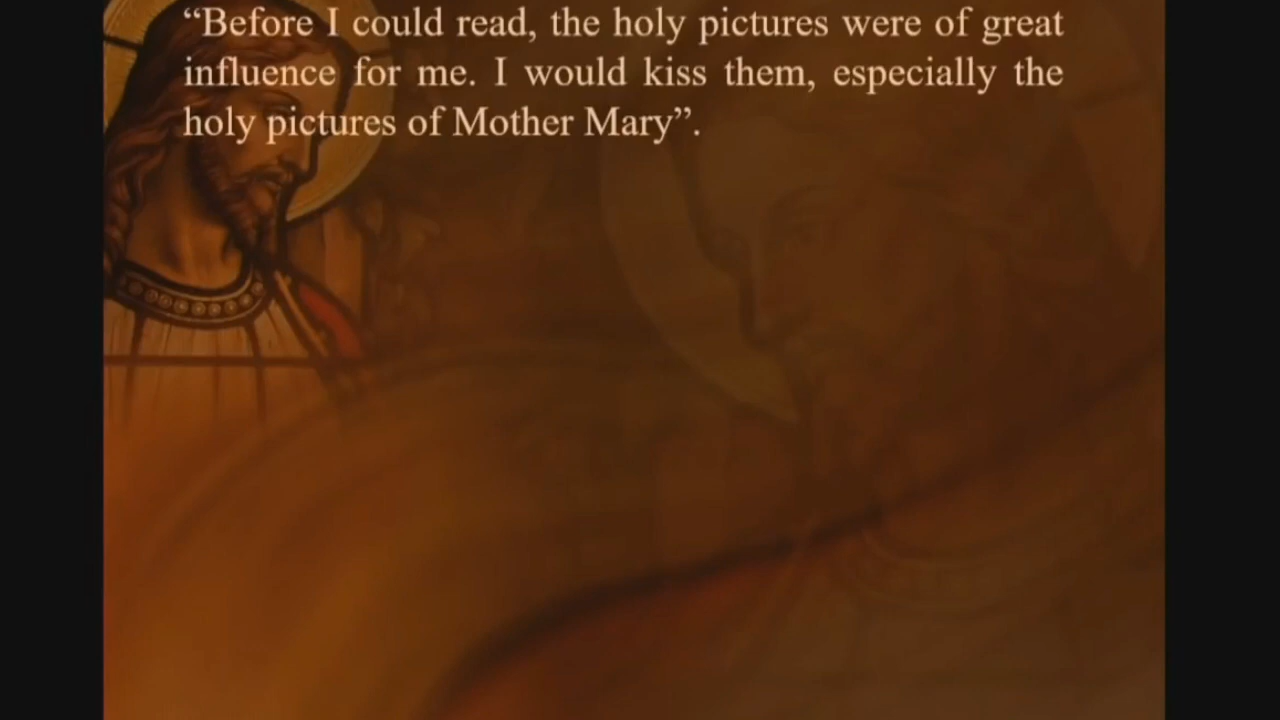 “Before I could read, the holy pictures were of great
influence for me. I would kiss them, especially the
holy pictures of Mother Mary”.